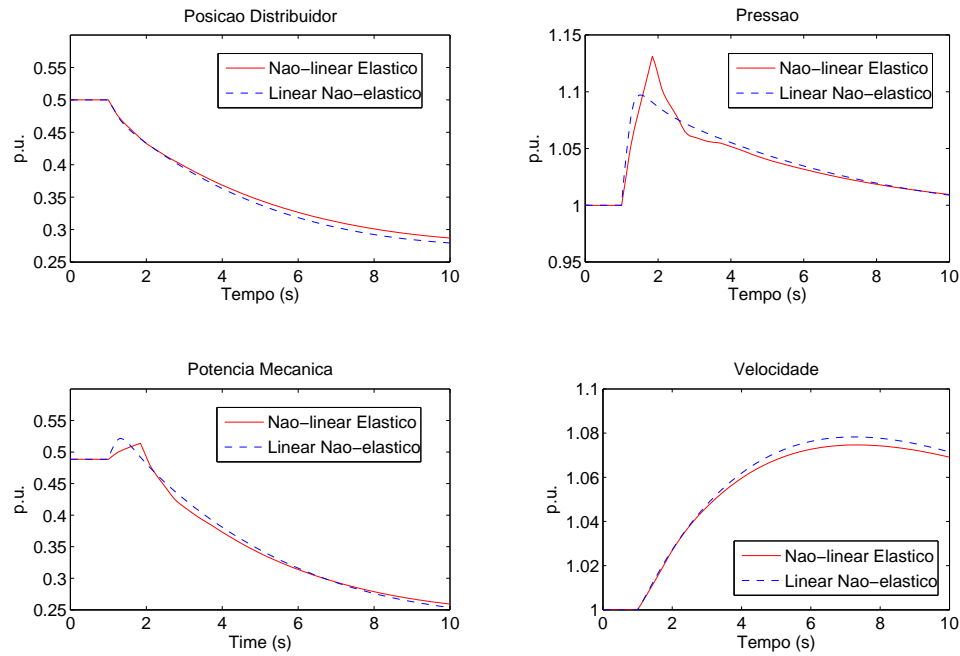 Posicao Distribuidor
0.55
0.5
0.45
0.4
0.35
0.3
0.25
p.u.
Nao-linear Elastico
Linear Nao-elastico
0 2 4 6 8 10
Tempo (s)
Pressao
1.15
1.1
1.05
1
0.95
p.u.
Nao-linear Elastico
Linear Nao-elastico
0 2 4 6 8 10
Tempo (s)
Potencia Mecanica
0.55
0.5
0.45
0.4
0.35
0.3
0.25
p.u.
Nao-linear Elastico
Linear Nao-elastico
0 2 4 6 8 10
Time (s)
Velocidade
1.1
1.08
1.06
1.04
1.02
1
p.u.
Nao-linear Elastico
Linear Nao-elastico
0 2 4 6 8 10
Tempo (s)